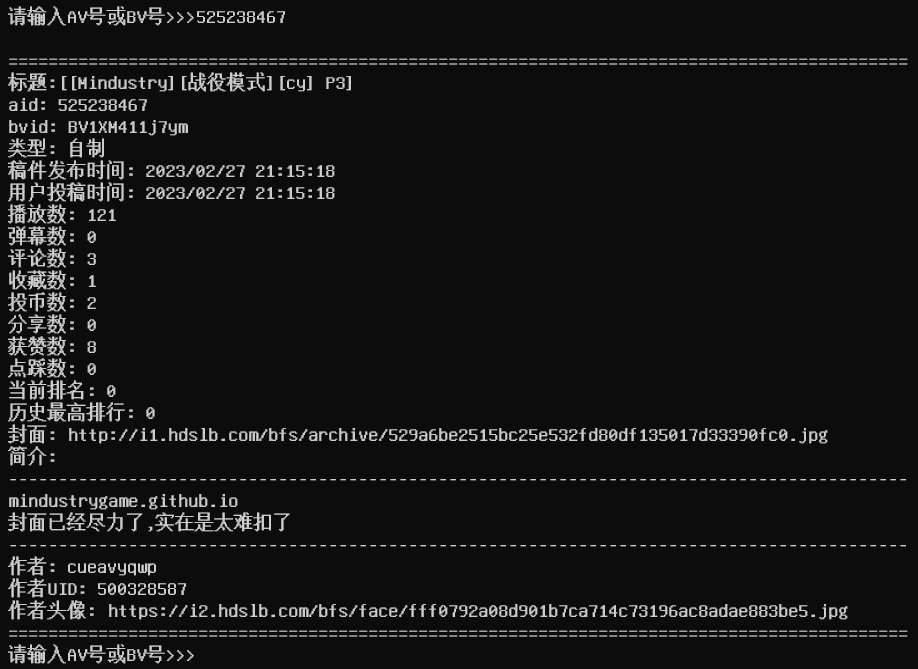 请输入AV号或BV号>>>525238467
==========================================================================================
标题:[[Mindustry][战役模式][cy] P3]
aid: 525238467
bvid: BV1XM411j7ym
类型: 自制
稿件发布时间: 2023/02/27 21:15:18
用户投稿时间: 2023/02/27 21:15:18
播放数: 121
弹幕数: 0
评论数: 3
收藏数: 1
投币数: 2
分享数: 0
获赞数: 8
点踩数: 0
当前排名: 0
历史最高排行: 0
封面: http://i1.hdslb.com/bfs/archive/529a6be2515bc25e532fd80df135017d33390fc0.jpg
简介:
------------------------------------------------------------------------------------------
mindustrygame.github.io
封面已经尽力了,实在是太难扣了
------------------------------------------------------------------------------------------
作者: cueavyqwp
作者UID: 500328587
作者头像: https://i2.hdslb.com/bfs/face/fff0792a08d901b7ca714c73196ac8adae883be5.jpg
==========================================================================================
请输入AV号或BV号>>>